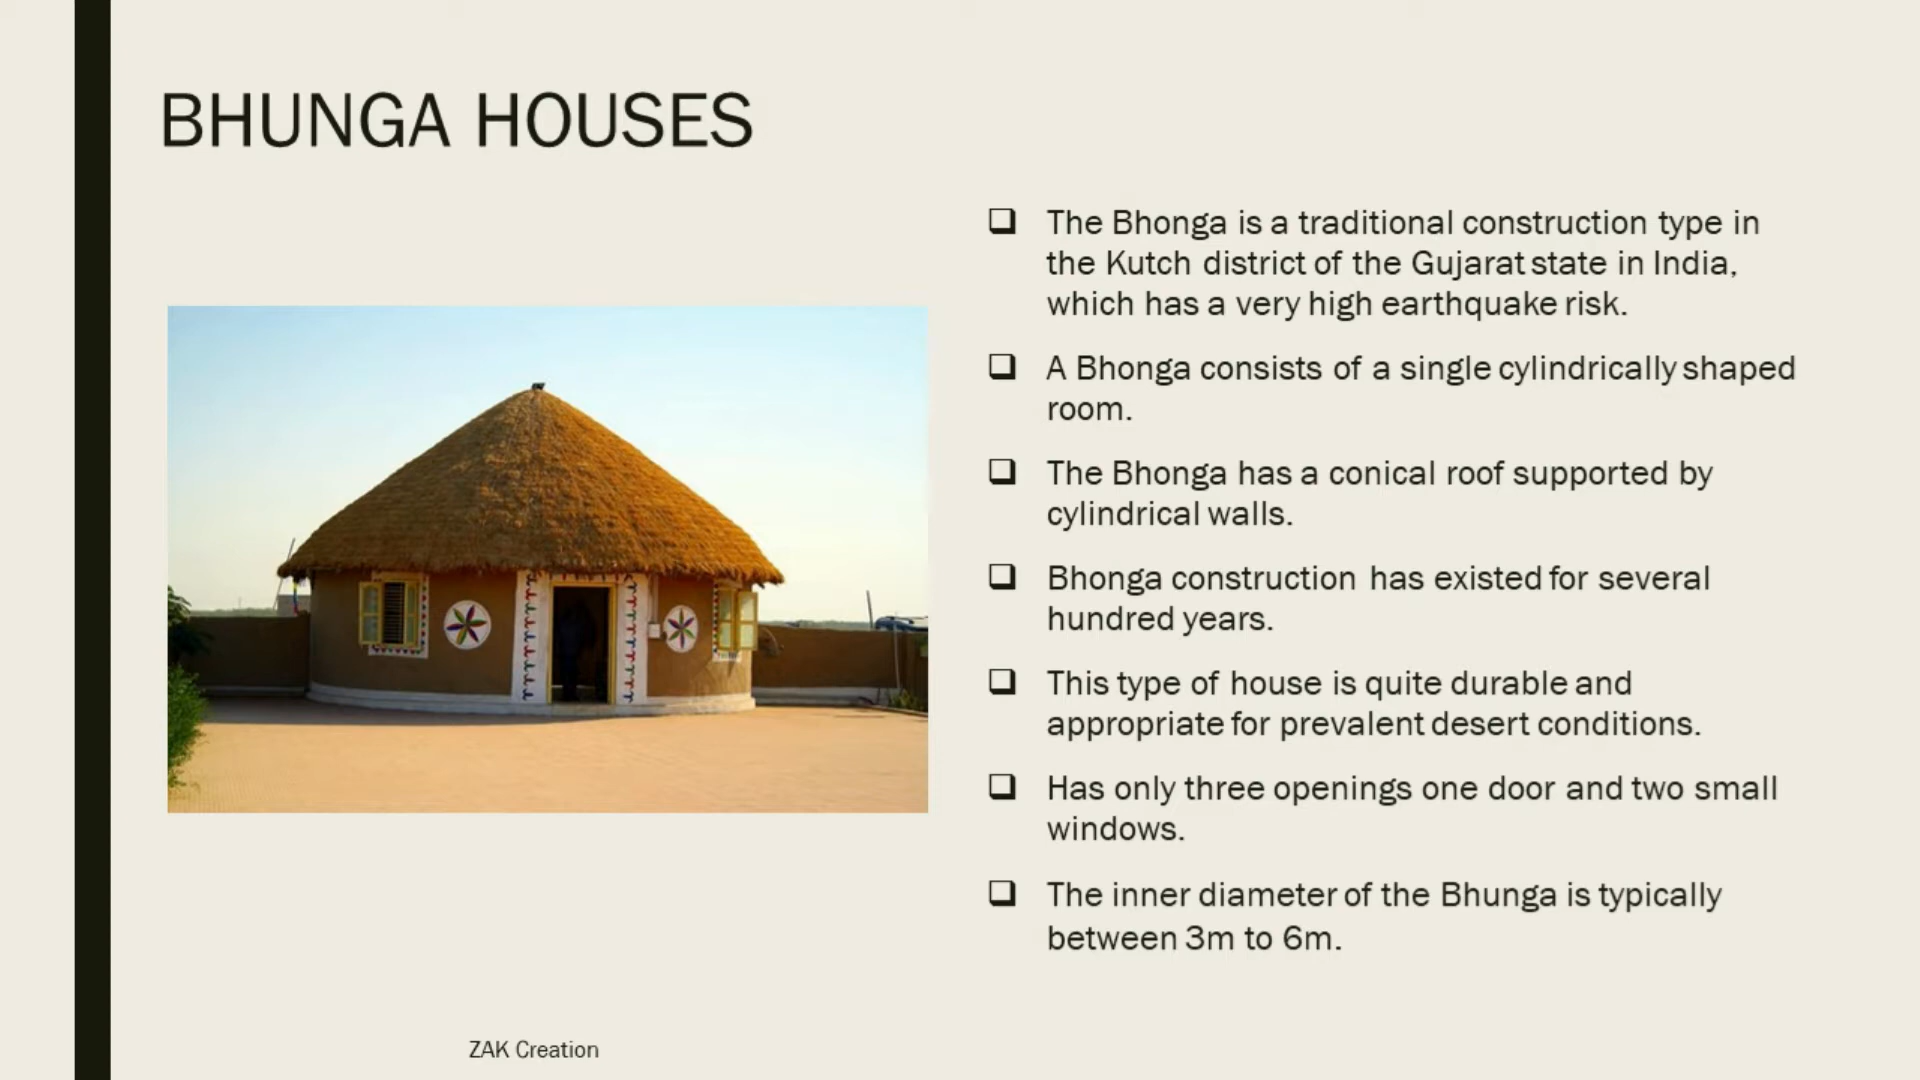 BHUNGA HOUSES
The Bhonga is a traditional construction type in
the Kutch district of the Gujarat state in India,
which has a very high earthquake risk.
A Bhonga consists of a single cylindrically shaped
room.
The Bhonga has a conical roof supported by
cylindrical walls.
Bhonga construction has existed for several
hundred years.
This type of house is quite durable and
appropriate for prevalent desert conditions.
Has only three openings one door and two small
windows.
The inner diameter of the Bhunga is typically
between 3m to 6m.
ZAK Creation